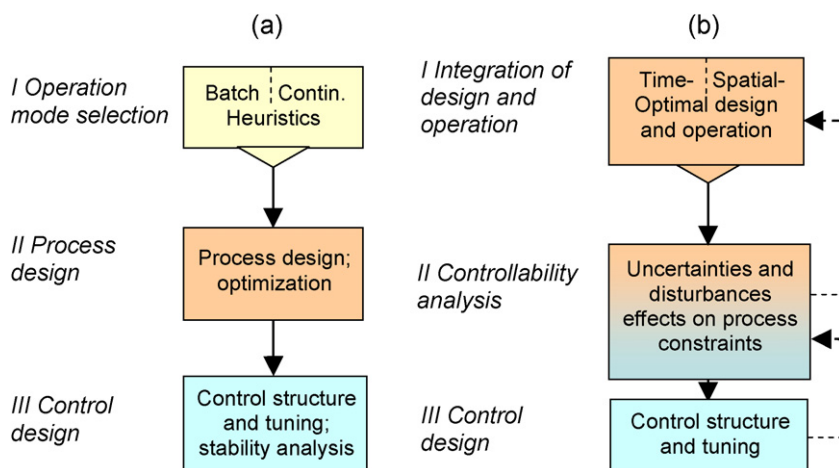 (a)
I Operation
mode selection
Batch Contin.
Heuristics
II Process
design
Process design;
optimization
III Control
design
Control structure
and tuning;
stability analysis
(b)
I Integration of
design and
operation
Time- Spatial-
Optimal design
and operation
II Controllability
analysis
Uncertainties and
disturbances
effects on process
constraints
III Control
design
Control structure
and tuning